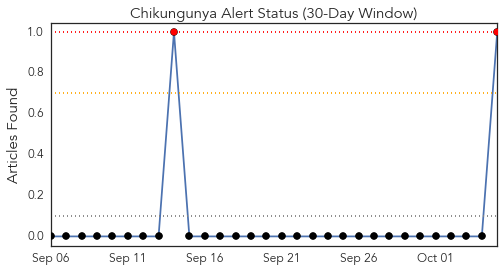 Chikungunya Alert Status (30-Day Window)
Articles Found
1.0
0.8
0.6
0.4
0.2
0.0
Sep 06 Sep 11 Sep 16 Sep 21 Sep 26 Oct 01